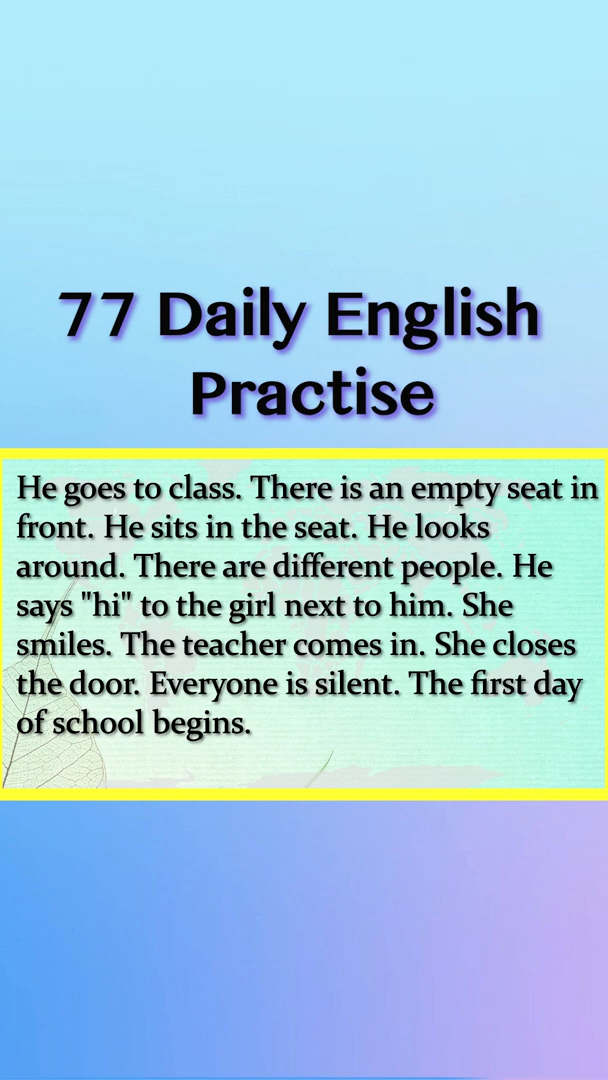 77 Daily English
Practise
He goes to class. There is an empty seat in
front. He sits in the seat. He looks
around. There are different people. He
says "hi" to the girl next to him. She
smiles. The teacher comes in. She closes
the door. Everyone is silent. The first day
of school begins.